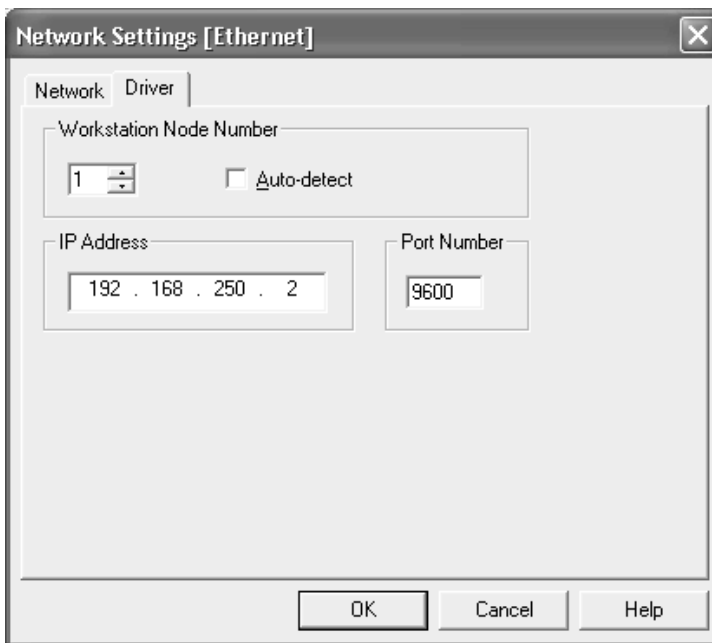 Network Settings [Ethernet]
Network Driver
Workstation Node Number
1 Auto-detect
IP Address Port Number
192 . 168 . 250 . 2 9600
OK Cancel Help